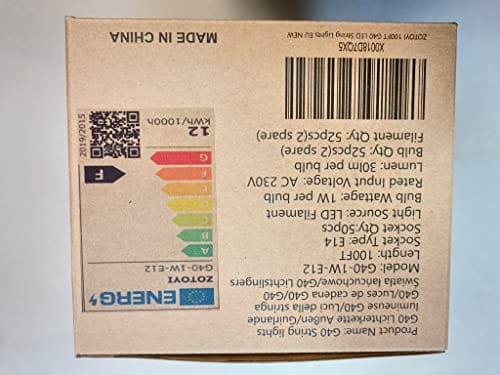 Product Name: G40 String lights
G40 Lichterkette Außen/Guirlande
lumineuse G40/Luci della stringa
G40/Luces de cadena G40/G40
Światła łańcuchowe/G40 Lichtslingers
Model: G40-1W-E12
Length: 100FT
Socket Type: E14
Socket Qty:50pcs
Light Source: LED Filament
Bulb Wattage: 1W per bulb
Rated Input Voltage: AC 230V
Lumen: 30lm per bulb
Bulb Qty: 52pcs(2 spare)
Filament Qty: 52pcs(2 spare)
ENERG
ZOTOYI
G40-1W-E12
A
B
C
D
E
F
G
F
12
kWh/1000h
2019/2015
X0018D7QX5
ZOTOYI 100FT G40 LED String Lights EU NEW
MADE IN CHINA